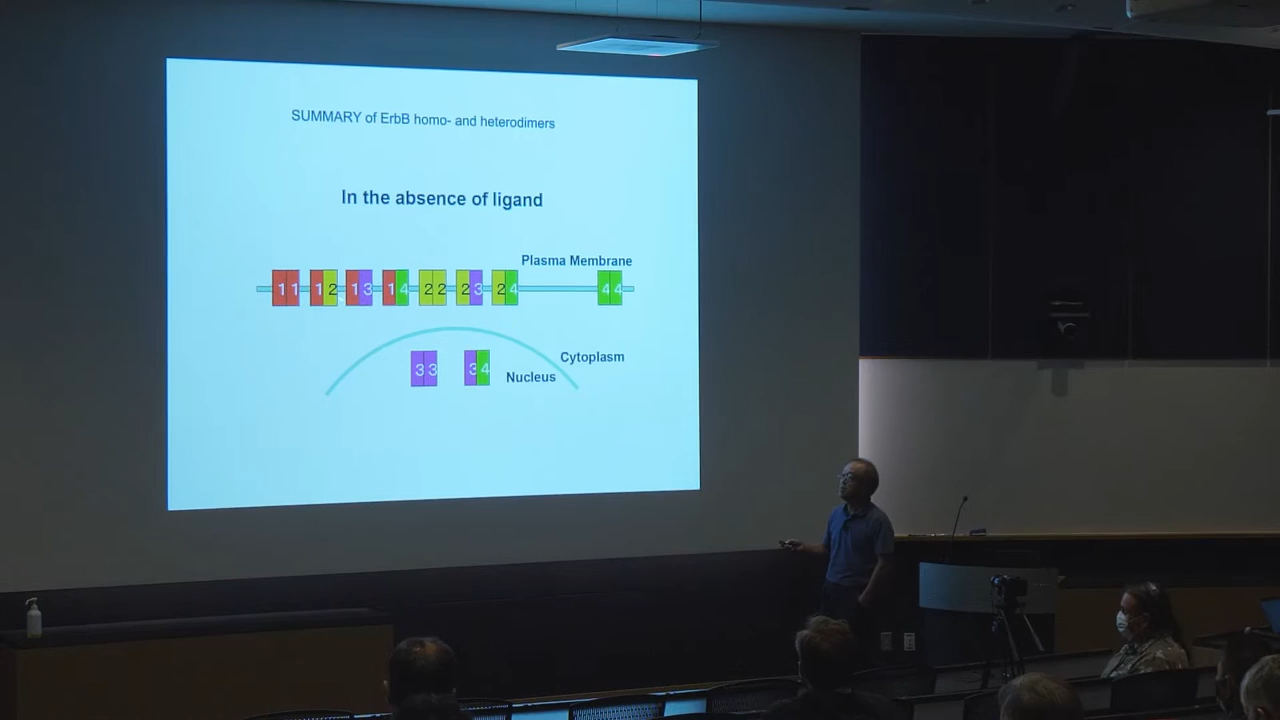 SUMMARY of ErbB homo- and heterodimers
In the absence of ligand
Plasma Membrane
1 1 1 2 1 3 1 4 2 2 2 3 2 4 4 4
Cytoplasm
3 3 3 4
Nucleus